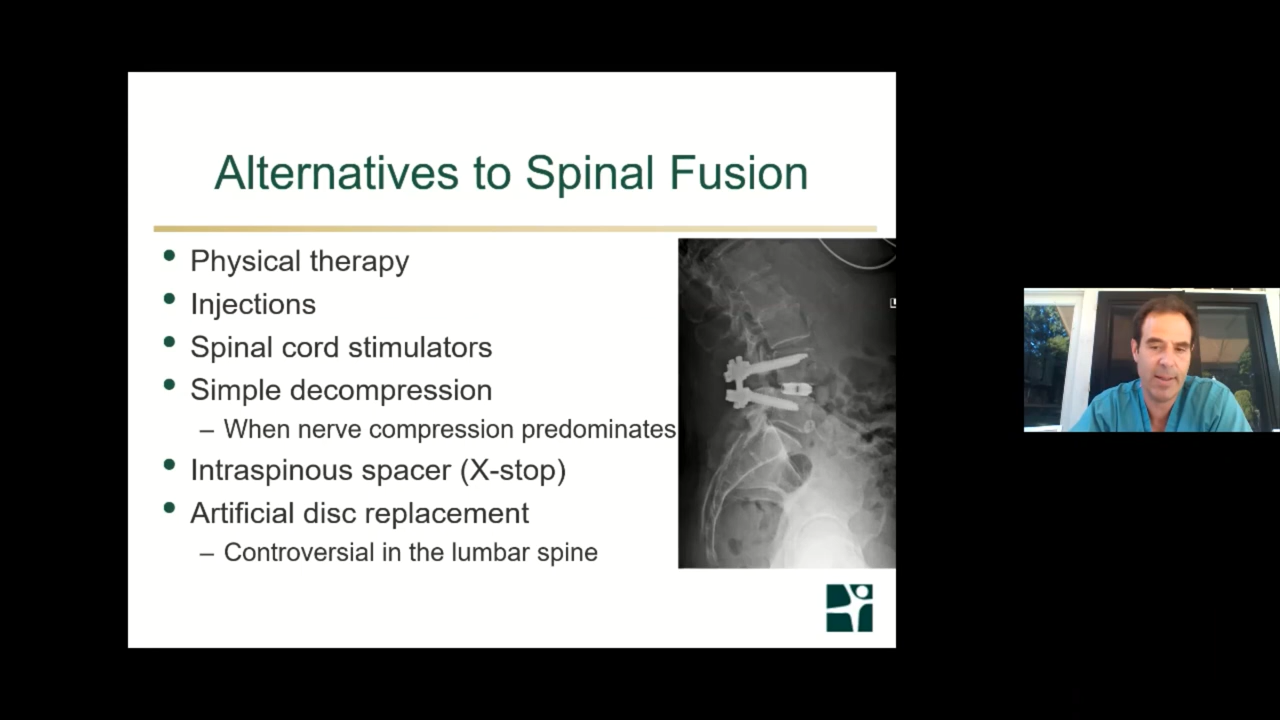 Alternatives to Spinal Fusion
• Physical therapy
• Injections
• Spinal cord stimulators
• Simple decompression
– When nerve compression predominates
• Intraspinous spacer (X-stop)
• Artificial disc replacement
– Controversial in the lumbar spine
L